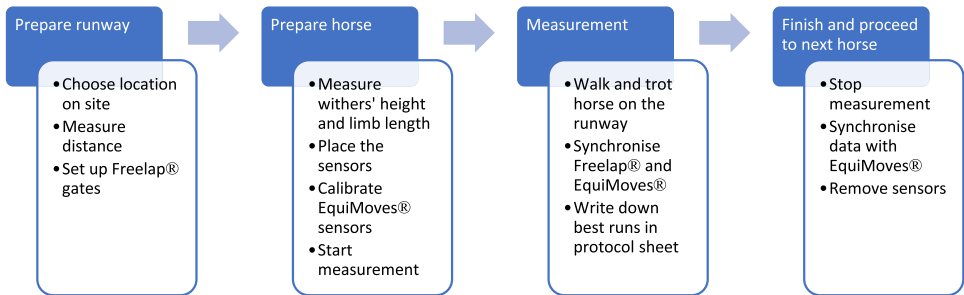 Prepare runway
•Choose location
on site
•Measure
distance
•Set up Freelap®
gates
Prepare horse
•Measure
withers' height
and limb length
•Place the
sensors
•Calibrate
EquiMoves®
sensors
•Start
measurement
Measurement
•Walk and trot
horse on the
runway
•Synchronise
Freelap® and
EquiMoves®
•Write down
best runs in
protocol sheet
Finish and proceed
to next horse
•Stop
measurement
•Synchronise
data with
EquiMoves®
•Remove sensors